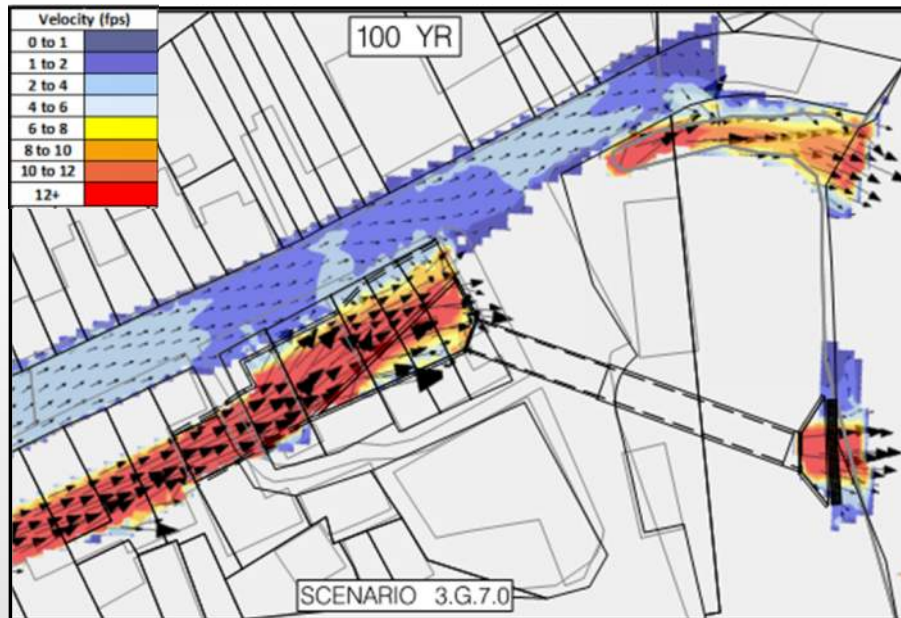 Velocity (fps)
0 to 1
1 to 2
2 to 4
4 to 6
6 to 8
8 to 10
10 to 12
12+
100 YR
SCENARIO 3.G.7.0